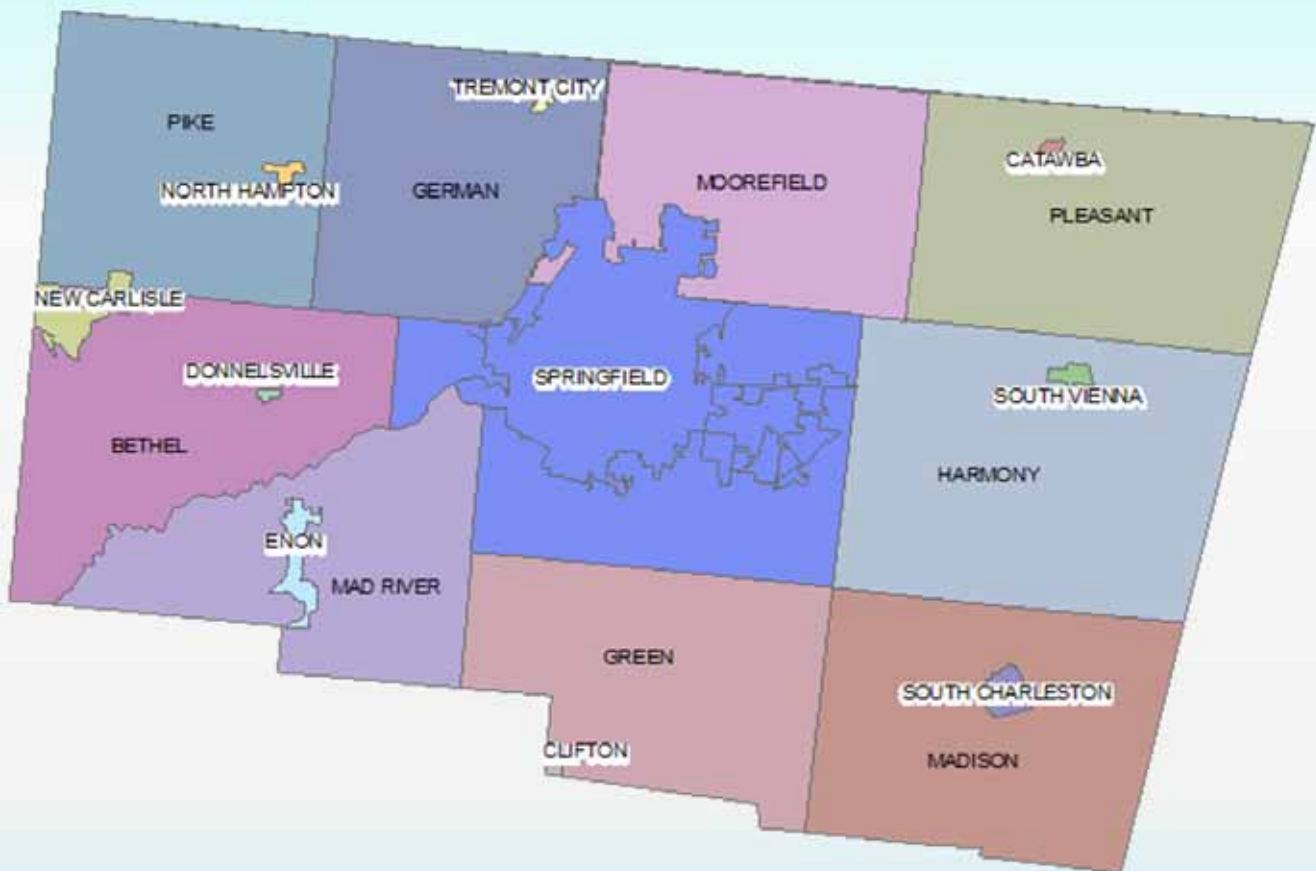 TREMONT CITY
PIKE
CATAWBA
NORTH HAMPTON
GERMAN
MOOREFIELD
PLEASANT
NEW CARLISLE
DONNELSVILLE
SPRINGFIELD
SOUTH VIENNA
BETHEL
HARMONY
ENON
MAD RIVER
GREEN
SOUTH CHARLESTON
CLIFTON
MADISON